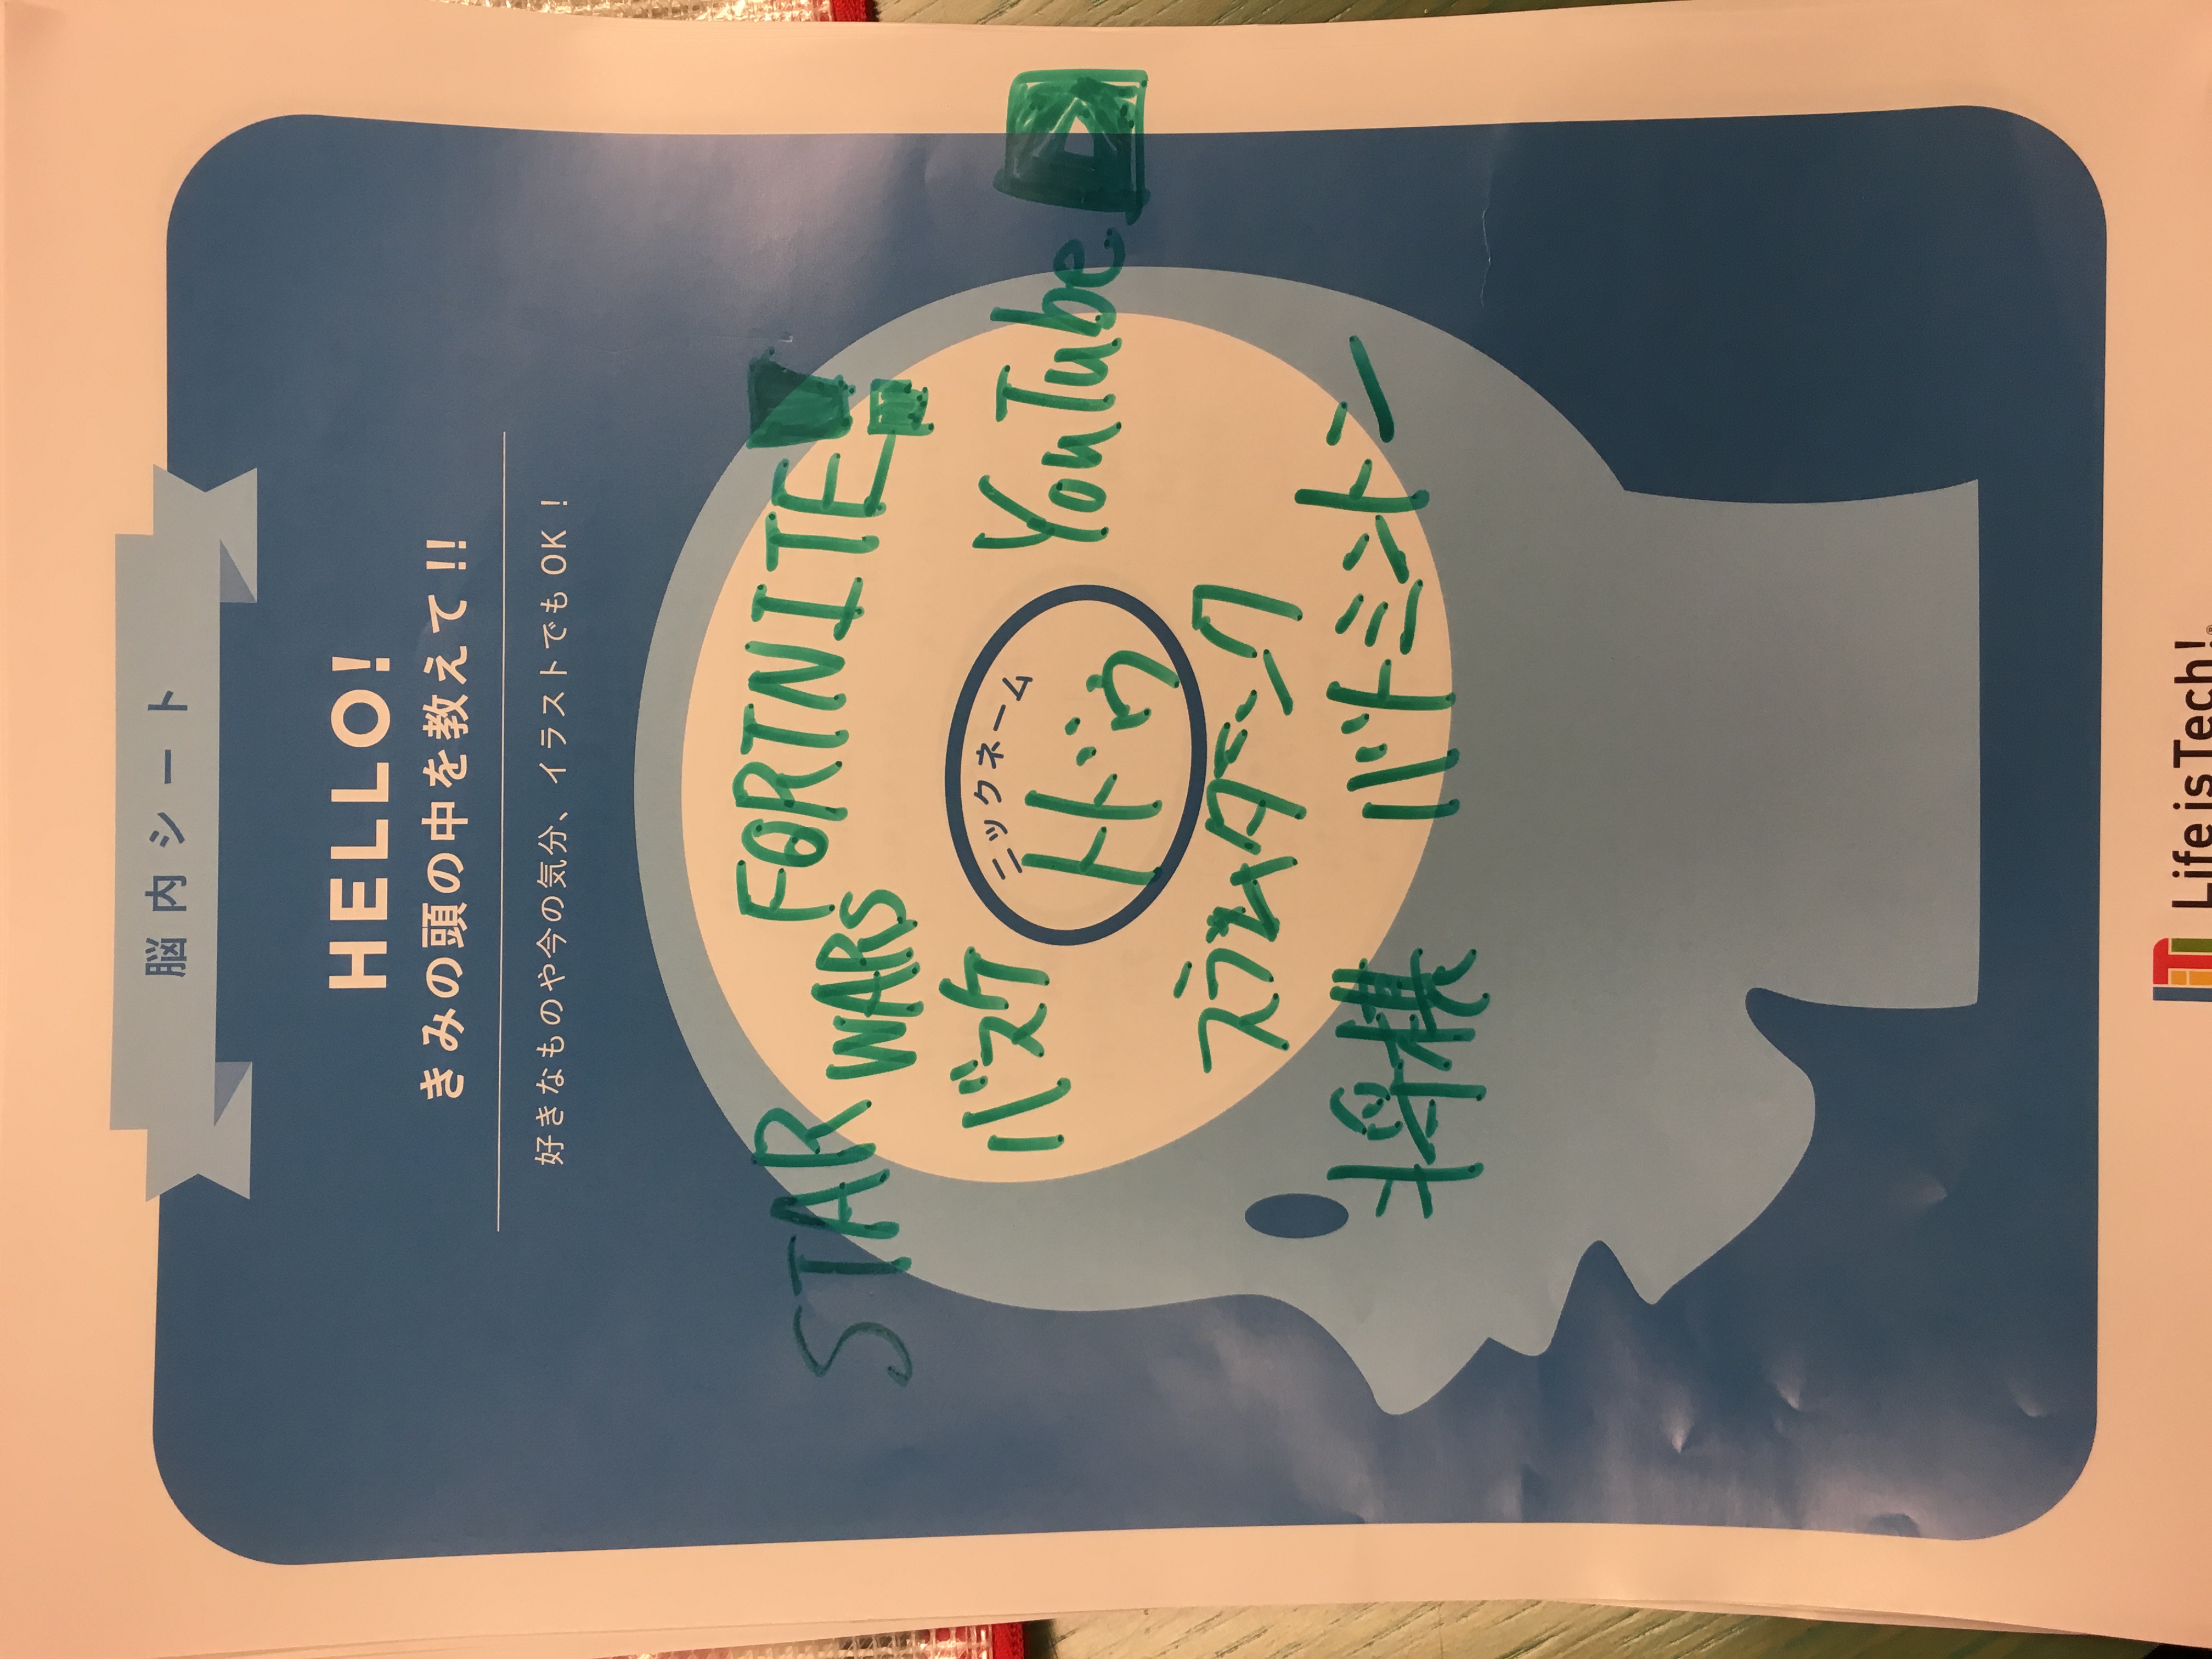 脳内シート
HELLO!
きみの頭の中を教えて!!
好きなものや今の気分、イラストでもOK!
STAR WARS
FORTNITE!
バスケ
ニックネーム
トドゥ
YouTube
スラムダンク
将棋
バトミントン
Life is Tech!®